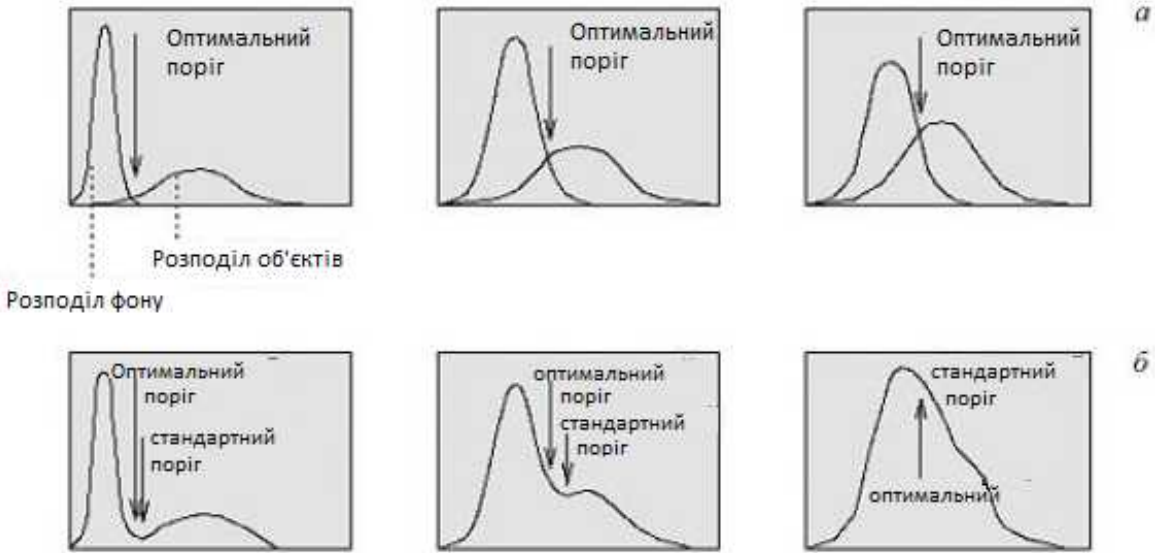 Оптимальний
поріг
Оптимальний
поріг
Оптимальний
поріг
а
Розподіл об'єктів
Розподіл фону
Оптимальний
поріг
стандартний
поріг
оптимальний
поріг
стандартний
поріг
стандартний
поріг
оптимальний
б